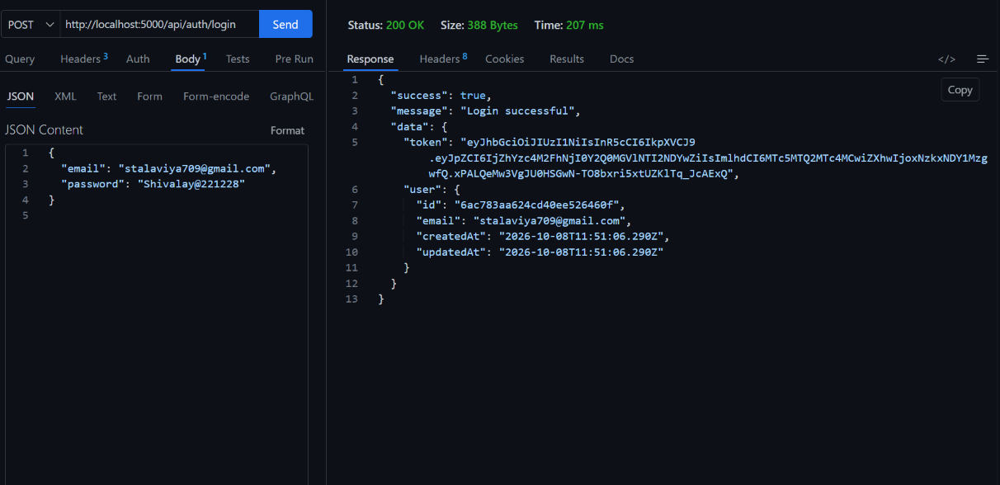 POST http://localhost:5000/api/auth/login Send
Query Headers 3 Auth Body 1 Tests Pre Run
JSON XML Text Form Form-encode GraphQL
JSON Content Format
1 {
2 "email": "stalaviya709@gmail.com",
3 "password": "Shivalay@221228"
4 }
5
Status: 200 OK Size: 388 Bytes Time: 207 ms
Response Headers 8 Cookies Results Docs </>
Copy
1 {
2 "success": true,
3 "message": "Login successful",
4 "data": {
5 "token": "eyJhbGciOiJIUzI1NiIsInR5cCI6IkpXVCJ9
.eyJpZCI6IjZhYzc4M2FhNjI0Y2Q0MGVlNTI2NDYwZiIsImlhdCI6MTc5MTQ2MTc4MCwiZXhwIjoxNzkxNDY1Mzg
wfQ.xPALQeMw3VgJU0HSGwN-TO8bxri5xtUZKlTq_JcAExQ",
6 "user": {
7 "id": "6ac783aa624cd40ee526460f",
8 "email": "stalaviya709@gmail.com",
9 "createdAt": "2026-10-08T11:51:06.290Z",
10 "updatedAt": "2026-10-08T11:51:06.290Z"
11 }
12 }
13 }